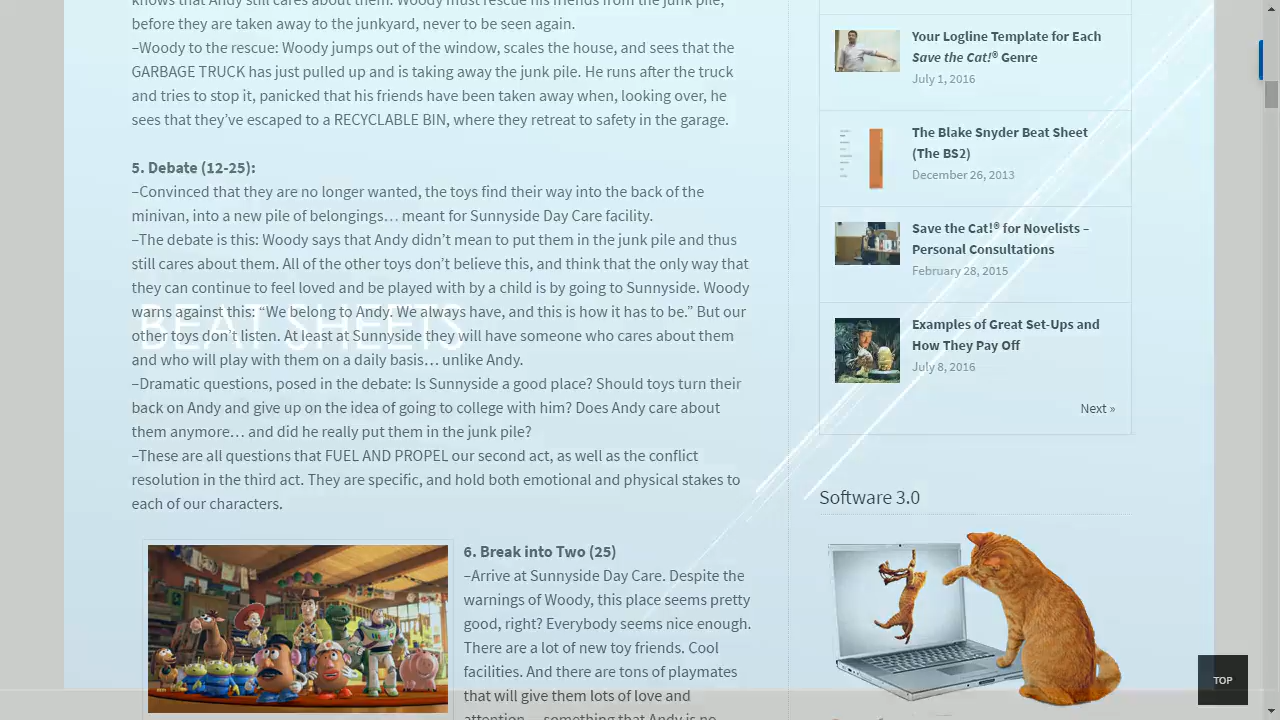 knows that Andy still cares about them. Woody must rescue his friends from the junk pile,
before they are taken away to the junkyard, never to be seen again.
–Woody to the rescue: Woody jumps out of the window, scales the house, and sees that the
GARBAGE TRUCK has just pulled up and is taking away the junk pile. He runs after the truck
and tries to stop it, panicked that his friends have been taken away when, looking over, he
sees that they’ve escaped to a RECYCLABLE BIN, where they retreat to safety in the garage.
5. Debate (12-25):
–Convinced that they are no longer wanted, the toys find their way into the back of the
minivan, into a new pile of belongings… meant for Sunnyside Day Care facility.
–The debate is this: Woody says that Andy didn’t mean to put them in the junk pile and thus
still cares about them. All of the other toys don’t believe this, and think that the only way that
they can continue to feel loved and be played with by a child is by going to Sunnyside. Woody
warns against this: “We belong to Andy. We always have, and this is how it has to be.” But our
other toys don’t listen. At least at Sunnyside they will have someone who cares about them
and who will play with them on a daily basis… unlike Andy.
–Dramatic questions, posed in the debate: Is Sunnyside a good place? Should toys turn their
back on Andy and give up on the idea of going to college with him? Does Andy care about
them anymore… and did he really put them in the junk pile?
–These are all questions that FUEL AND PROPEL our second act, as well as the conflict
resolution in the third act. They are specific, and hold both emotional and physical stakes to
each of our characters.
BEAT SHEETS
6. Break into Two (25)
–Arrive at Sunnyside Day Care. Despite the
warnings of Woody, this place seems pretty
good, right? Everybody seems nice enough.
There are a lot of new toy friends. Cool
facilities. And there are tons of playmates
that will give them lots of love and
attention… something that Andy is no
Your Logline Template for Each
Save the Cat!® Genre
July 1, 2016
The Blake Snyder Beat Sheet
(The BS2)
December 26, 2013
Save the Cat!® for Novelists –
Personal Consultations
February 28, 2015
Examples of Great Set-Ups and
How They Pay Off
July 8, 2016
Next »
Software 3.0
TOP